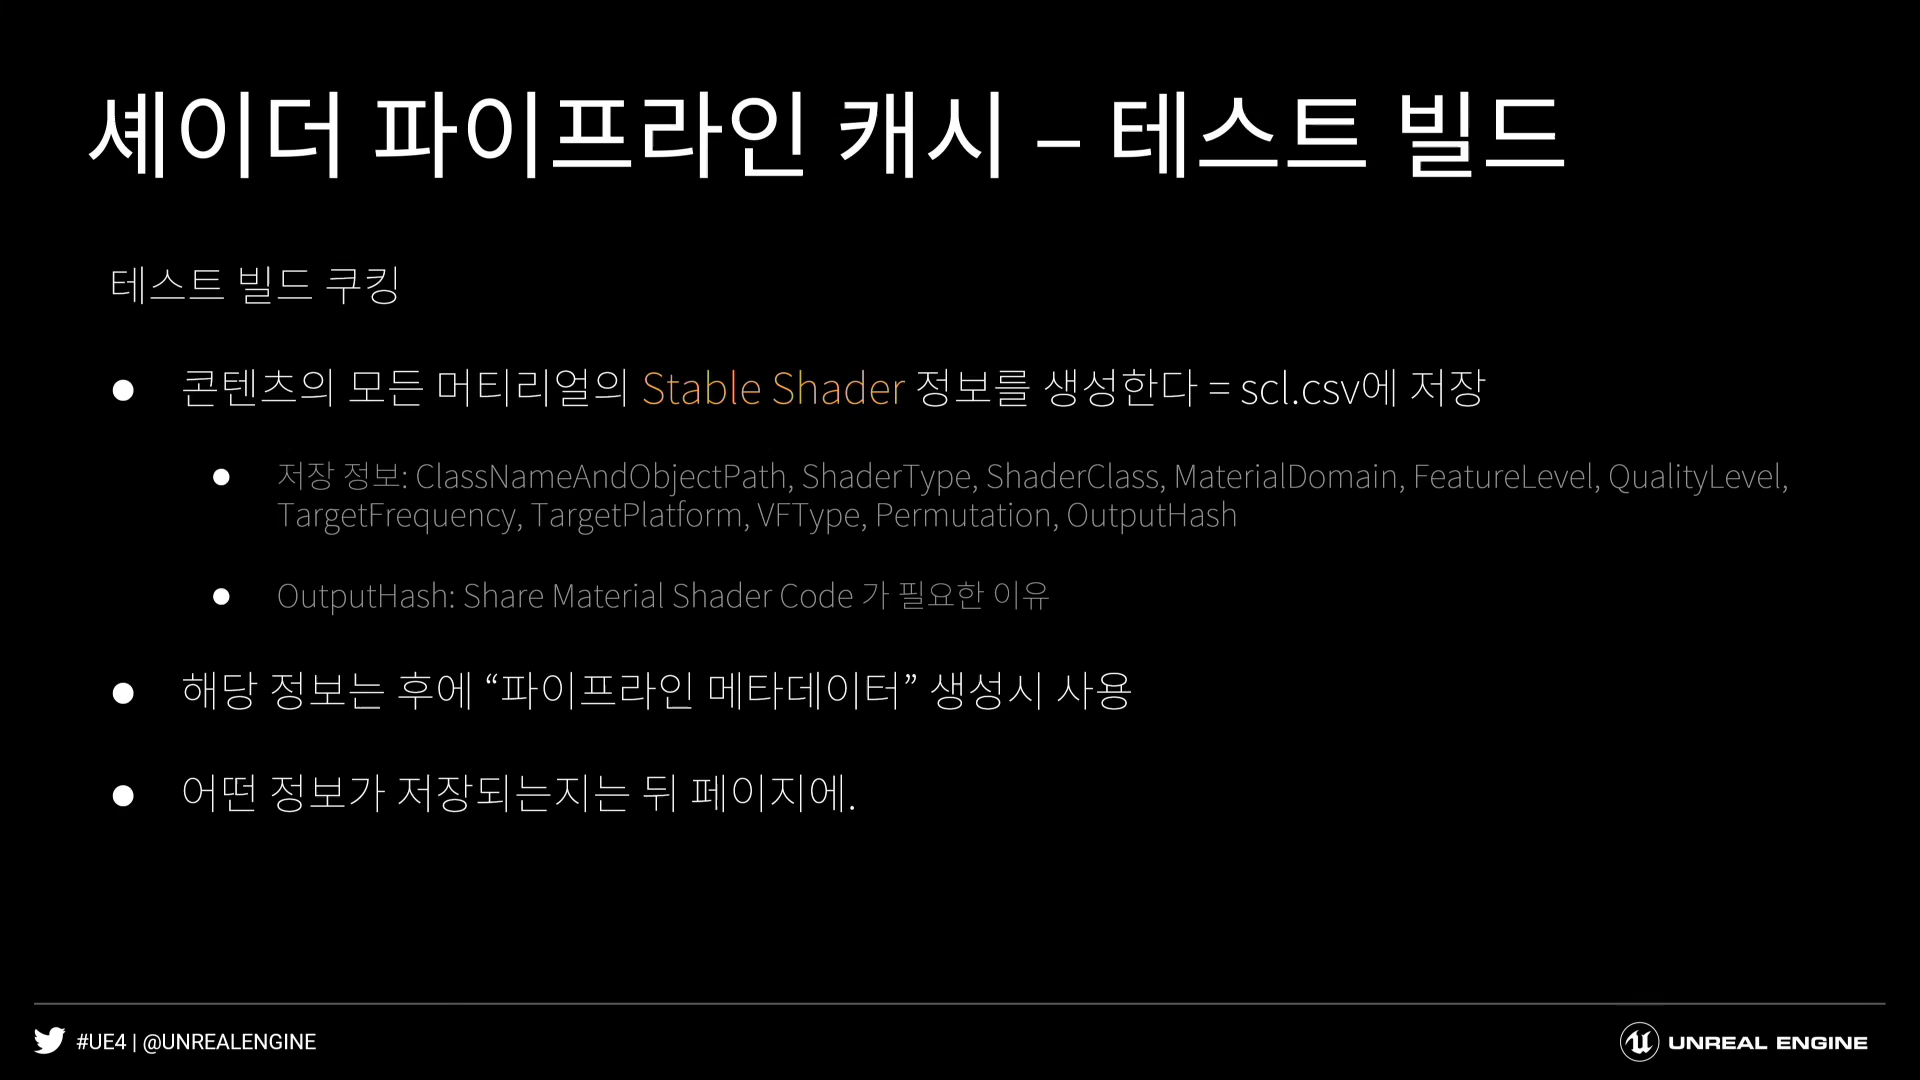 셰이더 파이프라인 캐시 – 테스트 빌드
테스트 빌드 쿠킹
● 콘텐츠의 모든 머티리얼의 Stable Shader 정보를 생성한다 = scl.csv에 저장
● 저장 정보: ClassNameAndObjectPath, ShaderType, ShaderClass, MaterialDomain, FeatureLevel, QualityLevel,
TargetFrequency, TargetPlatform, VFType, Permutation, OutputHash
● OutputHash: Share Material Shader Code 가 필요한 이유
● 해당 정보는 후에 “파이프라인 메타데이터” 생성시 사용
● 어떤 정보가 저장되는지는 뒤 페이지에.
#UE4 | @UNREALENGINE
UNREAL ENGINE